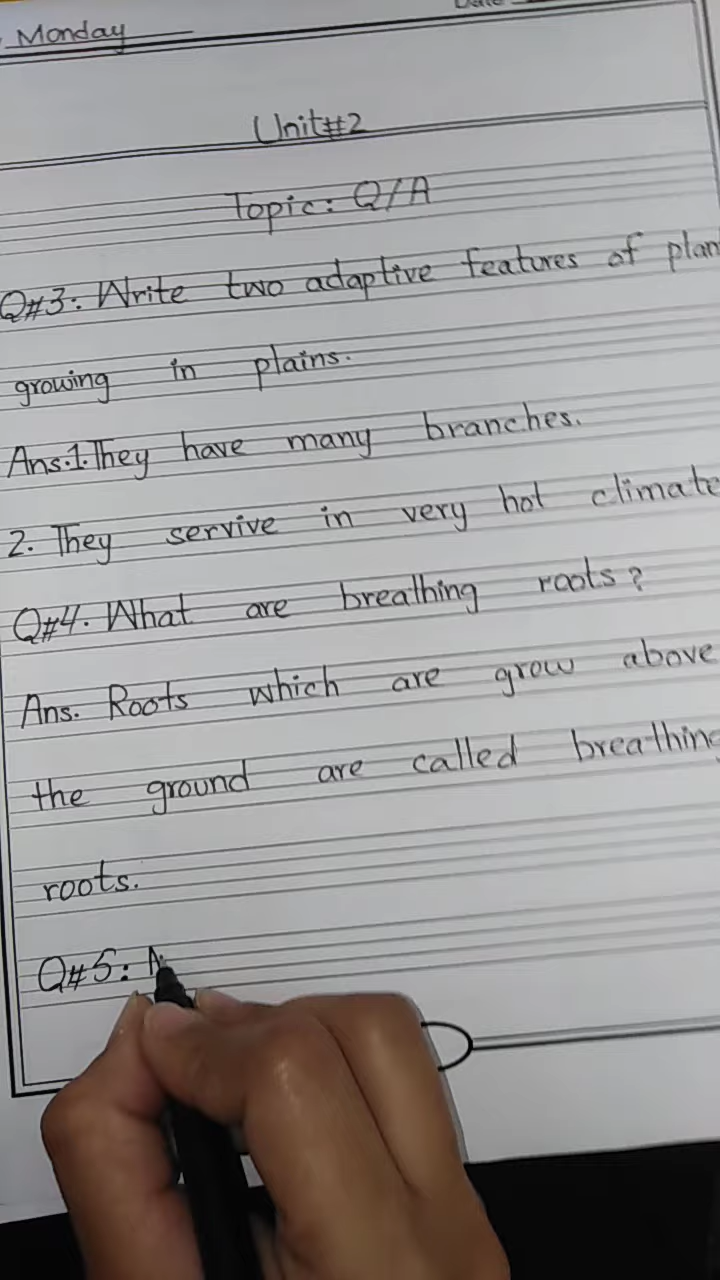 Monday
Date
Unit#2
Topic: Q/A
Q#3: Write two adaptive features of plan
growing in plains.
Ans.1.They have many branches.
2. They servive in very hot climate
Q#4. What are breathing roots?
Ans. Roots which are grow above
the ground are called breathing
roots.
Q#5: